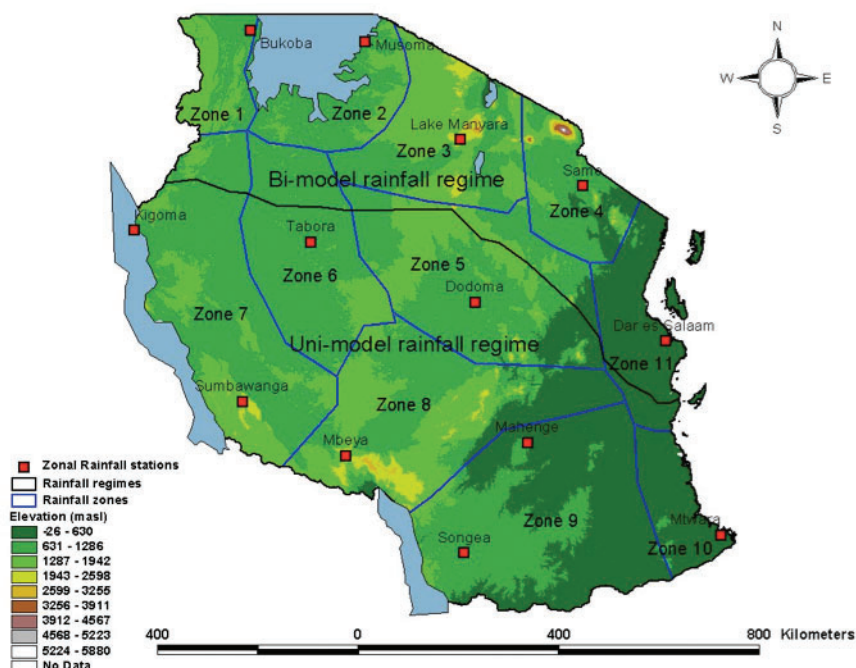 N
W E
S
Bukoba
Musoma
Zone 1
Zone 2
Lake Manyara
Zone 3
Bi-model rainfall regime
Same
Zone 4
Kigoma
Tabora
Zone 6
Zone 5
Dodoma
Zone 7
Uni-model rainfall regime
Dar es Salaam
Zone 11
Sumbawanga
Zone 8
Mahenge
Mbeya
Zone 9
Songea
Mtwara
Zone 10
Zonal Rainfall stations
Rainfall regimes
Rainfall zones
Elevation (masl)
-26 - 630
631 - 1286
1287 - 1942
1943 - 2598
2599 - 3255
3256 - 3911
3912 - 4567
4568 - 5223
5224 - 5880
No Data
400 0 400 800 Kilometers